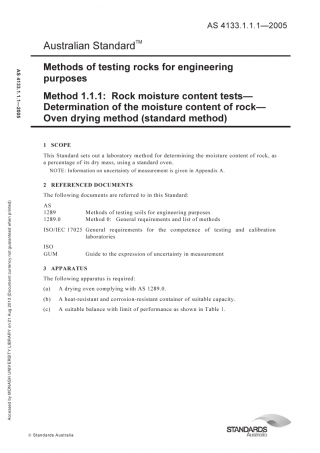 AS 4133.1.1.1—2005
Australian Standard™
Methods of testing rocks for engineering
purposes
Method 1.1.1: Rock moisture content tests—
Determination of the moisture content of rock—
Oven drying method (standard method)
1 SCOPE
This Standard sets out a laboratory method for determining the moisture content of rock, as
a percentage of its dry mass, using a standard oven.
NOTE: Information on uncertainty of measurement is given in Appendix A.
2 REFERENCED DOCUMENTS
The following documents are referred to in this Standard:
AS
1289 Methods of testing soils for engineering purposes
1289.0 Method 0: General requirements and list of methods
ISO/IEC 17025 General requirements for the competence of testing and calibration
laboratories
ISO
GUM Guide to the expression of uncertainty in measurement
3 APPARATUS
The following apparatus is required:
(a) A drying oven complying with AS 1289.0.
(b) A heat-resistant and corrosion-resistant container of suitable capacity.
(c) A suitable balance with limit of performance as shown in Table 1.
AS 4133.1.1.1—2005
Accessed by MONASH UNIVERSITY LIBRARY on 21 Aug 2010 (Document currency not guaranteed when printed)
© Standards Australia
STANDARDS
Australia